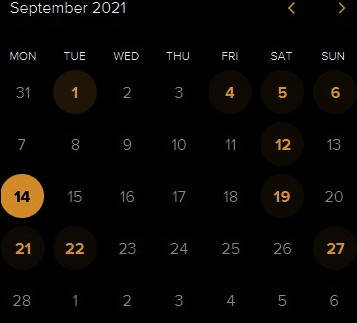 September 2021
MON TUE WED THU FRI SAT SUN
31 1 2 3 4 5 6
7 8 9 10 11 12 13
14 15 16 17 18 19 20
21 22 23 24 25 26 27
28 1 2 3 4 5 6